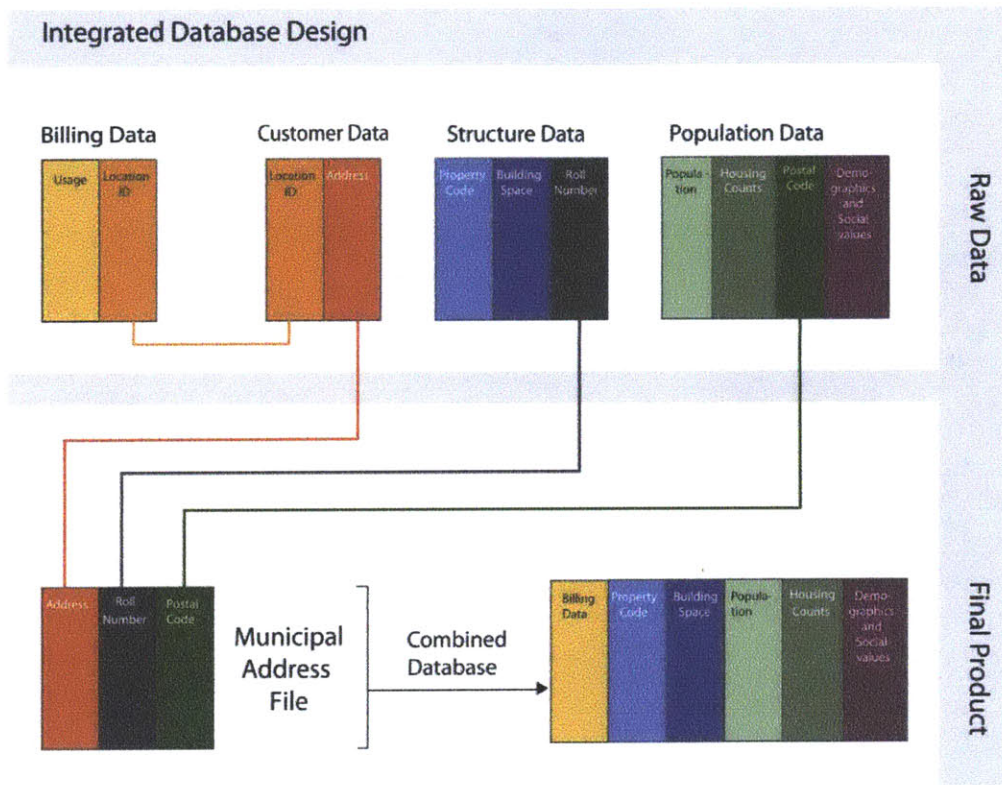 Integrated Database Design
Billing Data
Customer Data
Structure Data
Population Data
Usage
Location
ID
Location
ID
Address
Property
Code
Building
Space
Roll
Number
Popula-
tion
Housing
Counts
Postal
Code
Demo-
graphics
and
Social
values
Raw Data
Address
Roll
Number
Postal
Code
Municipal
Address
File
Combined
Database
Billing
Data
Property
Code
Building
Space
Popula-
tion
Housing
Counts
Demo-
graphics
and
Social
values
Final Product